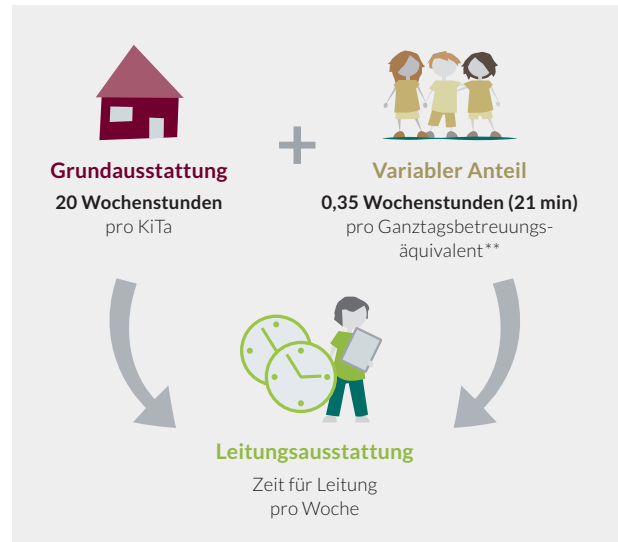 Grundausstattung
20 Wochenstunden
pro KiTa
+
Variabler Anteil
0,35 Wochenstunden (21 min)
pro Ganztagsbetreuungs-
äquivalent**
Leitungsausstattung
Zeit für Leitung
pro Woche